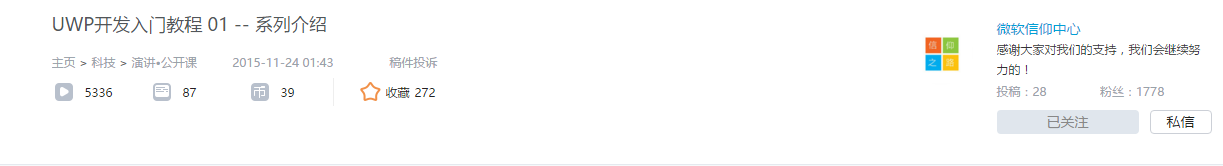 UWP开发入门教程 01 -- 系列介绍
主页 > 科技 > 演讲•公开课 2015-11-24 01:43 稿件投诉
5336 87 币 39 收藏 272
信仰
之
微软信仰中心
感谢大家对我们的支持，我们会继续努
力的！
投稿：28 粉丝：1778
已关注 私信